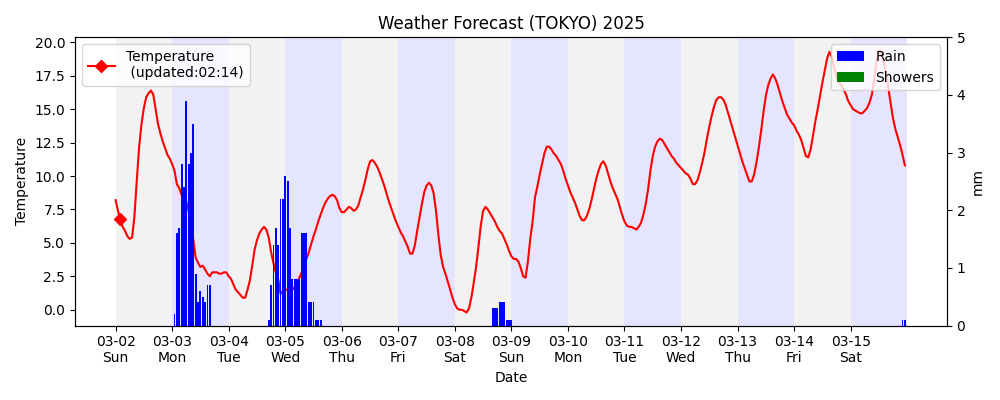 Weather Forecast (TOKYO) 2025
Temperature
(updated:02:14)
Rain
Showers
20.0
17.5
15.0
12.5
10.0
7.5
5.0
2.5
0.0
Temperature
5
4
3
2
1
0
mm
03-02 03-03 03-04 03-05 03-06 03-07 03-08 03-09 03-10 03-11 03-12 03-13 03-14 03-15
Sun Mon Tue Wed Thu Fri Sat Sun Mon Tue Wed Thu Fri Sat
Date